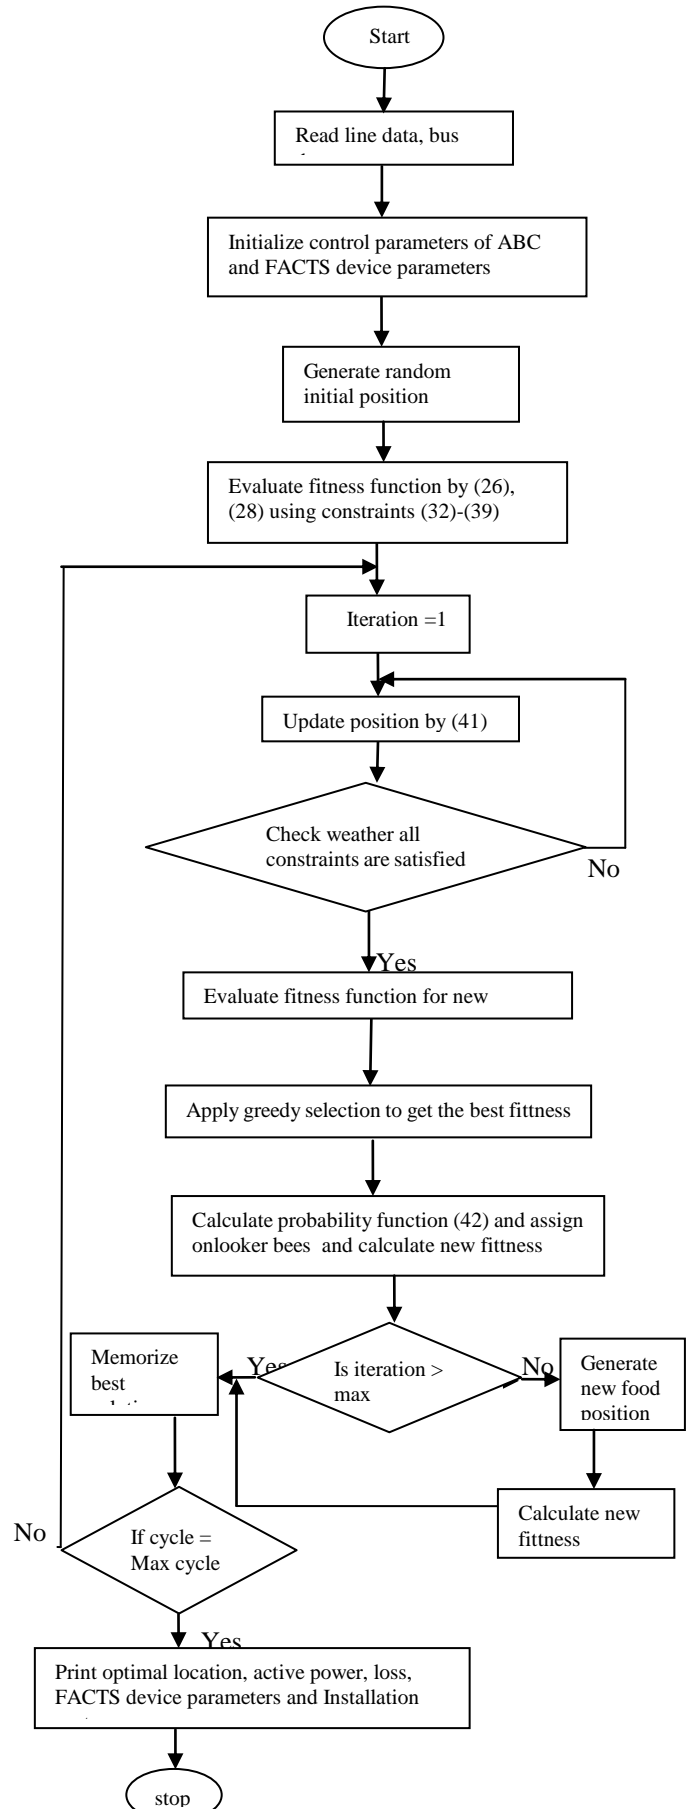 Start
Read line data, bus
Initialize control parameters of ABC
and FACTS device parameters
Generate random
initial position
Evaluate fitness function by (26),
(28) using constraints (32)-(39)
Iteration =1
Update position by (41)
Check weather all
constraints are satisfied
No
Yes
Evaluate fitness function for new
Apply greedy selection to get the best fittness
Calculate probability function (42) and assign
onlooker bees and calculate new fittness
Memorize
best
Yes
Is iteration >
max
No
Generate
new food
position
Calculate new
fittness
No
If cycle =
Max cycle
Yes
Print optimal location, active power, loss,
FACTS device parameters and Installation
stop